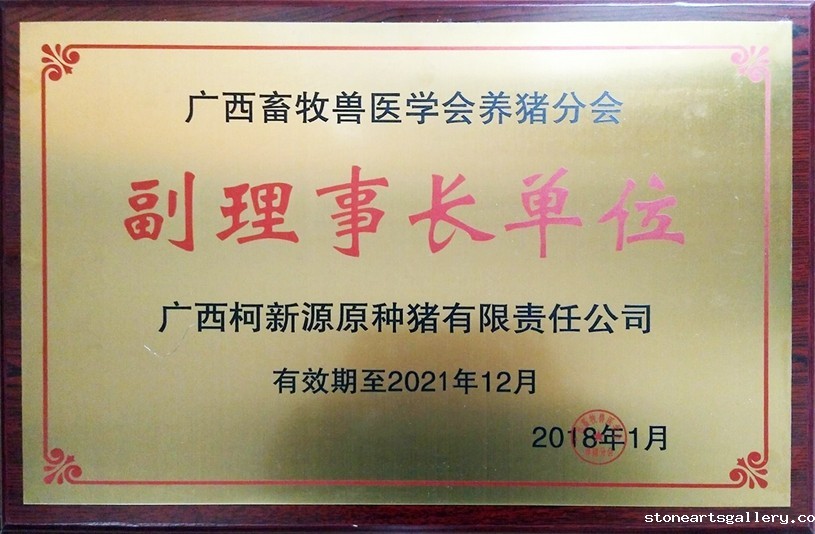 广西畜牧兽医学会养猪分会
副理事长单位
广西柯新源原种猪有限责任公司
有效期至2021年12月
2018年1月
stoneartsgallery.co